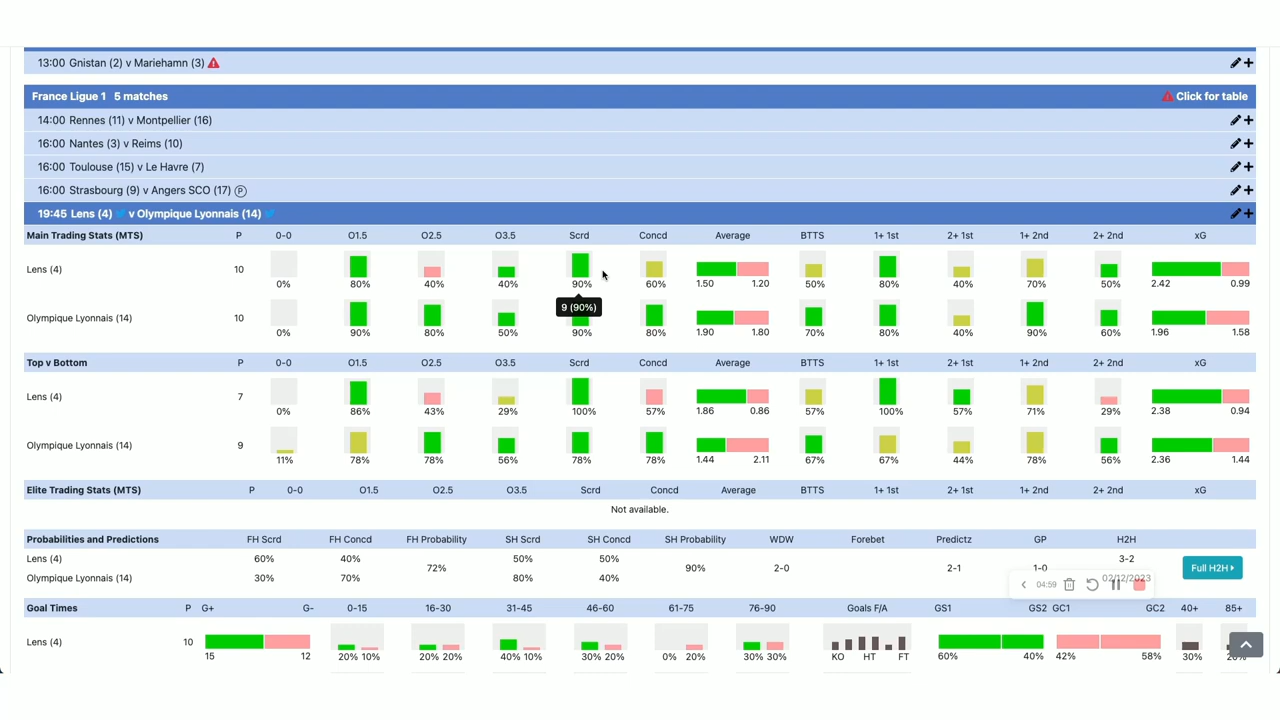 13:00 Gnistan (2) v Mariehamn (3)
France Ligue 1 5 matches Click for table
14:00 Rennes (11) v Montpellier (16)
16:00 Nantes (3) v Reims (10)
16:00 Toulouse (15) v Le Havre (7)
16:00 Strasbourg (9) v Angers SCO (17) P
19:45 Lens (4) v Olympique Lyonnais (14)
Main Trading Stats (MTS) P 0-0 O1.5 O2.5 O3.5 Scrd Concd Average BTTS 1+ 1st 2+ 1st 1+ 2nd 2+ 2nd xG
Lens (4) 10 0% 80% 40% 40% 90% 60% 1.50 1.20 50% 80% 40% 70% 50% 2.42 0.99
9 (90%)
Olympique Lyonnais (14) 10 0% 90% 80% 50% 90% 80% 1.90 1.80 70% 80% 40% 90% 60% 1.96 1.58
Top v Bottom P 0-0 O1.5 O2.5 O3.5 Scrd Concd Average BTTS 1+ 1st 2+ 1st 1+ 2nd 2+ 2nd xG
Lens (4) 7 0% 86% 43% 29% 100% 57% 1.86 0.86 57% 100% 57% 71% 29% 2.38 0.94
Olympique Lyonnais (14) 9 11% 78% 78% 56% 78% 78% 1.44 2.11 67% 67% 44% 78% 56% 2.36 1.44
Elite Trading Stats (MTS) P 0-0 O1.5 O2.5 O3.5 Scrd Concd Average BTTS 1+ 1st 2+ 1st 1+ 2nd 2+ 2nd xG
Not available.
Probabilities and Predictions FH Scrd FH Concd FH Probability SH Scrd SH Concd SH Probability WDW Forebet Predictz GP H2H
Lens (4) 60% 40% 50% 50% 3-2
72% 90% 2-0 2-1 1-0 Full H2H
Olympique Lyonnais (14) 30% 70% 80% 40% 02/12/2023
04:59
Goal Times P G+ G- 0-15 16-30 31-45 46-60 61-75 76-90 Goals F/A GS1 GS2 GC1 GC2 40+ 85+
Lens (4) 10 15 12 20% 10% 20% 20% 40% 10% 30% 20% 0% 20% 30% 30% KO HT FT 60% 40% 42% 58% 30% 20%